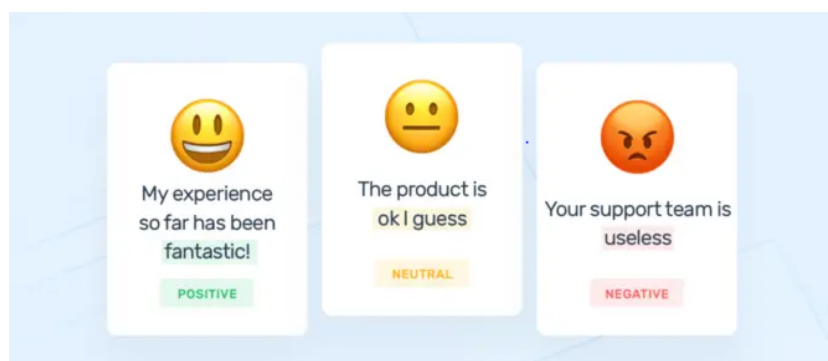 My experience
so far has been
fantastic!
POSITIVE
The product is
ok I guess
NEUTRAL
Your support team is
useless
NEGATIVE